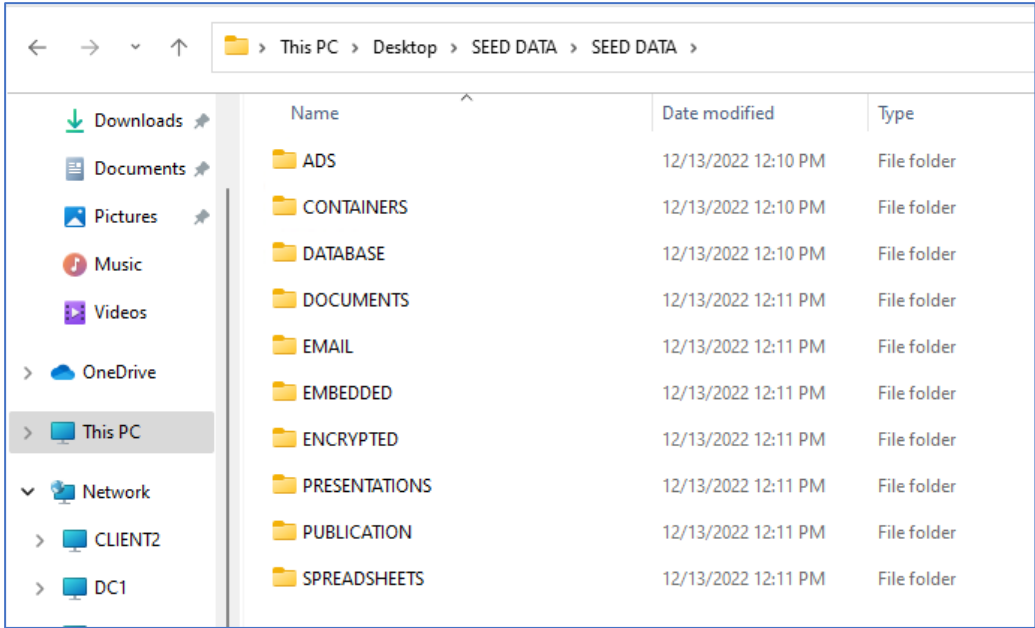 This PC > Desktop > SEED DATA > SEED DATA >
Name Date modified Type
Downloads
Documents
Pictures
Music
Videos
OneDrive
This PC
Network
CLIENT2
DC1
ADS 12/13/2022 12:10 PM File folder
CONTAINERS 12/13/2022 12:10 PM File folder
DATABASE 12/13/2022 12:10 PM File folder
DOCUMENTS 12/13/2022 12:11 PM File folder
EMAIL 12/13/2022 12:11 PM File folder
EMBEDDED 12/13/2022 12:11 PM File folder
ENCRYPTED 12/13/2022 12:11 PM File folder
PRESENTATIONS 12/13/2022 12:11 PM File folder
PUBLICATION 12/13/2022 12:11 PM File folder
SPREADSHEETS 12/13/2022 12:11 PM File folder